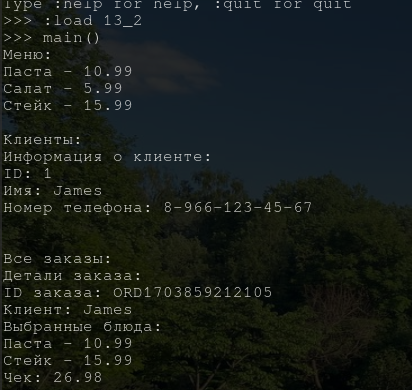 Type :help for help, :quit for quit
>>> :load 13_2
>>> main()
Меню:
Паста - 10.99
Салат - 5.99
Стейк - 15.99
Клиенты:
Информация о клиенте:
ID: 1
Имя: James
Номер телефона: 8-966-123-45-67
Все заказы:
Детали заказа:
ID заказа: ORD1703859212105
Клиент: James
Выбранные блюда:
Паста - 10.99
Стейк - 15.99
Чек: 26.98